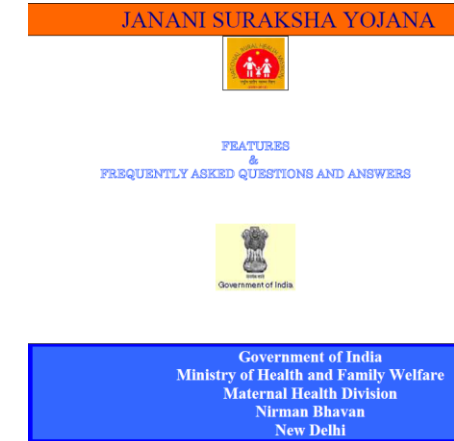 JANANI SURAKSHA YOJANA
FEATURES
&
FREQUENTLY ASKED QUESTIONS AND ANSWERS
Government of India
Government of India
Ministry of Health and Family Welfare
Maternal Health Division
Nirman Bhavan
New Delhi